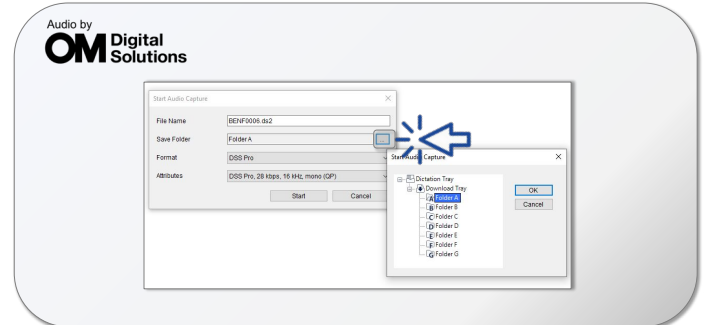 Audio by
OM Digital
Solutions
Start Audio Capture
File Name BENF0006.ds2
Save Folder Folder A ...
Format DSS Pro
Attributes DSS Pro, 28 kbps, 16 kHz, mono (QP)
Start Cancel
Start Audio Capture
Dictation Tray
Download Tray
A Folder A
B Folder B
C Folder C
D Folder D
E Folder E
F Folder F
G Folder G
OK
Cancel